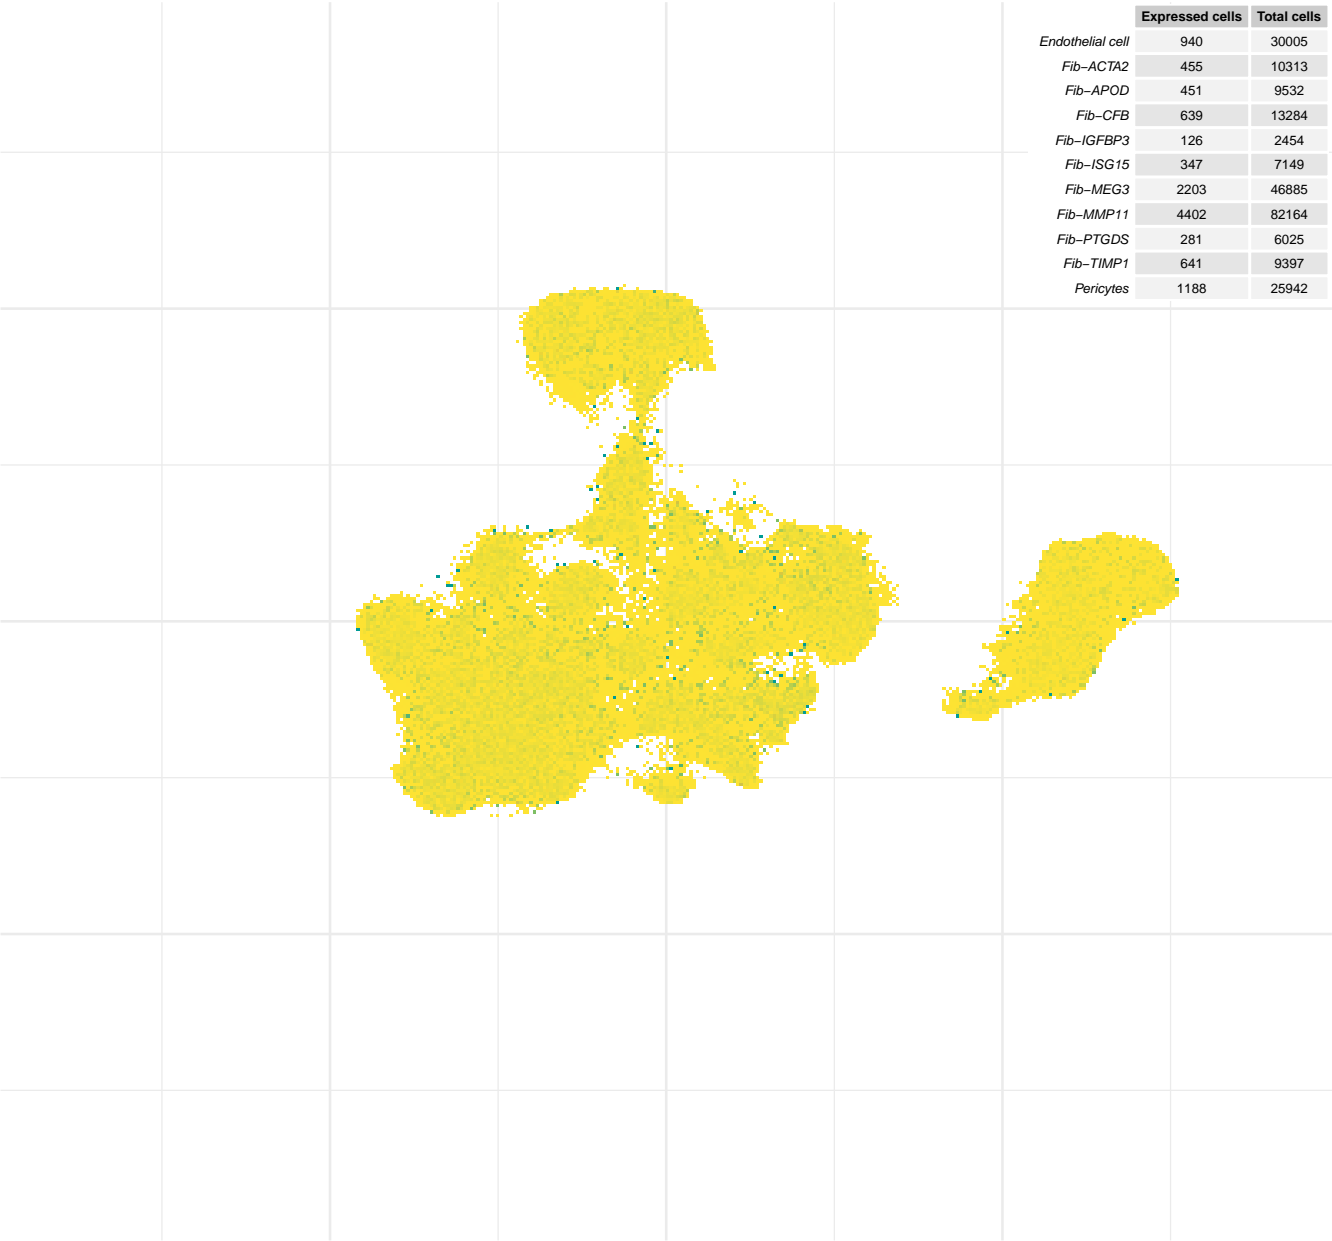 Expressed cells Total cells
Endothelial cell 940 30005
Fib−ACTA2 455 10313
Fib−APOD 451 9532
Fib−CFB 639 13284
Fib−IGFBP3 126 2454
Fib−ISG15 347 7149
Fib−MEG3 2203 46885
Fib−MMP11 4402 82164
Fib−PTGDS 281 6025
Fib−TIMP1 641 9397
Pericytes 1188 25942